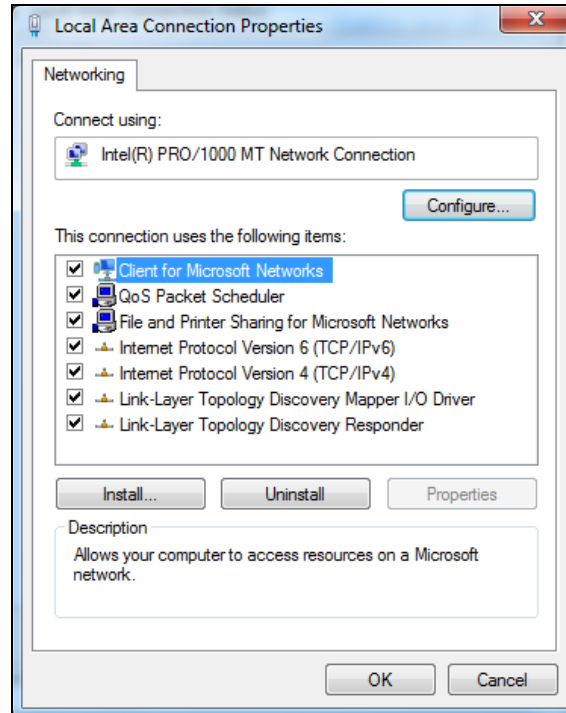 Local Area Connection Properties
Networking
Connect using:
Intel(R) PRO/1000 MT Network Connection
Configure...
This connection uses the following items:
Client for Microsoft Networks
QoS Packet Scheduler
File and Printer Sharing for Microsoft Networks
Internet Protocol Version 6 (TCP/IPv6)
Internet Protocol Version 4 (TCP/IPv4)
Link-Layer Topology Discovery Mapper I/O Driver
Link-Layer Topology Discovery Responder
Install...
Uninstall
Properties
Description
Allows your computer to access resources on a Microsoft
network.
OK
Cancel